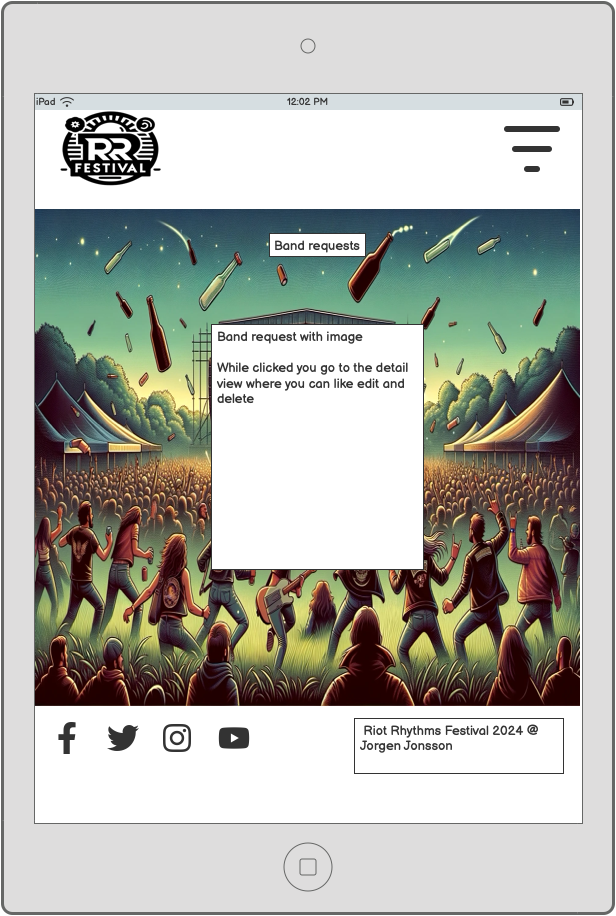 iPad 12:02 PM
RR
FESTIVAL
Band requests
Band request with image
While clicked you go to the detail
view where you can like edit and
delete
Riot Rhythms Festival 2024 @
Jorgen Jonsson